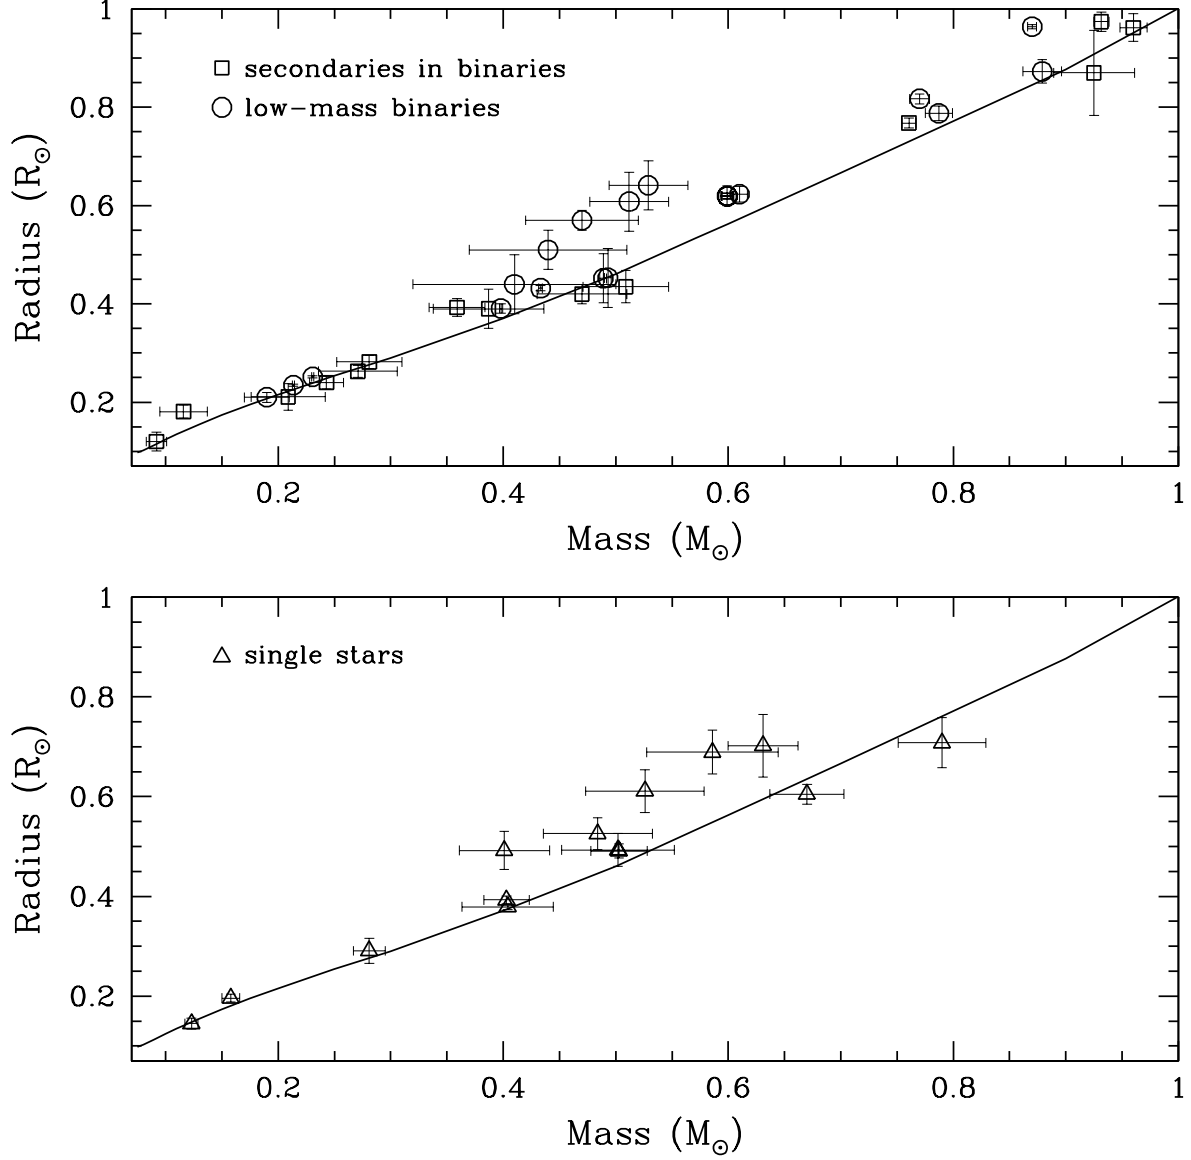 1
0.8
0.6
0.4
0.2
Radius (R⊙)
secondaries in binaries
low-mass binaries
0.2 0.4 0.6 0.8 1
Mass (M⊙)
1
0.8
0.6
0.4
0.2
Radius (R⊙)
single stars
0.2 0.4 0.6 0.8 1
Mass (M⊙)